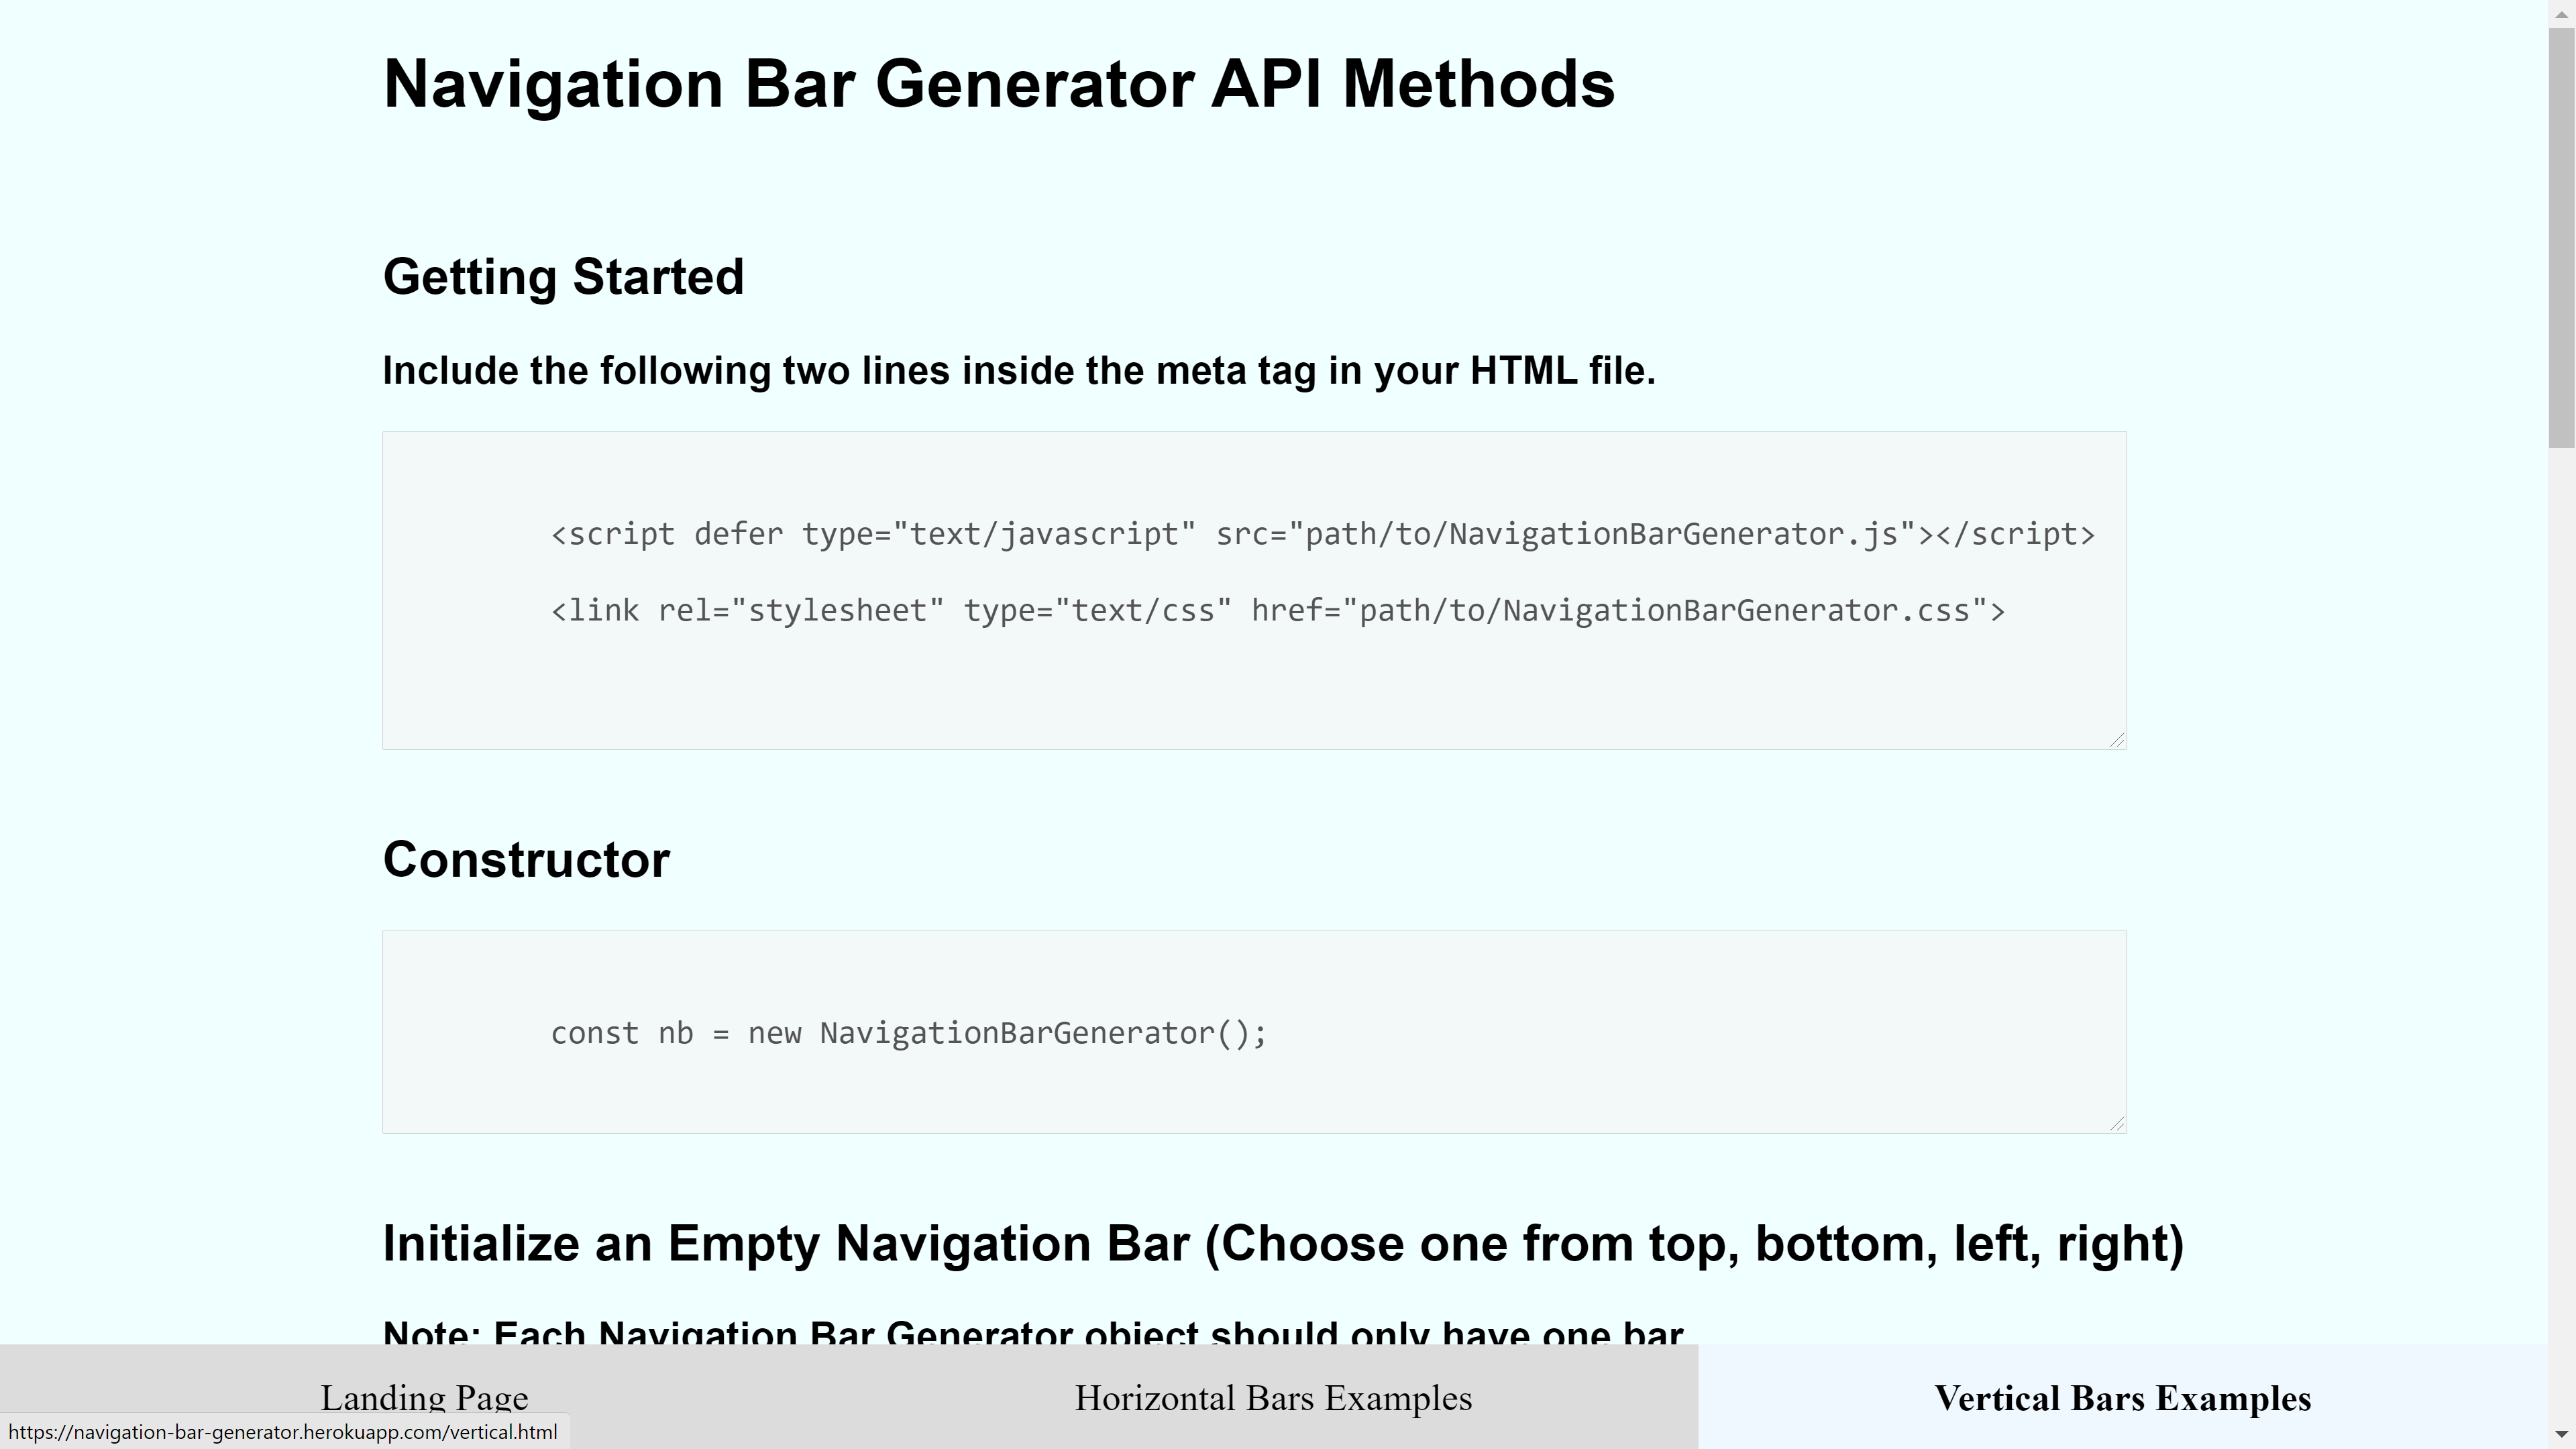 Navigation Bar Generator API Methods
Getting Started
Include the following two lines inside the meta tag in your HTML file.
<script defer type="text/javascript" src="path/to/NavigationBarGenerator.js"></script>
<link rel="stylesheet" type="text/css" href="path/to/NavigationBarGenerator.css">
Constructor
const nb = new NavigationBarGenerator();
Initialize an Empty Navigation Bar (Choose one from top, bottom, left, right)
Note: Each Navigation Bar Generator object should only have one bar
Landing Page
Horizontal Bars Examples
Vertical Bars Examples
https://navigation-bar-generator.herokuapp.com/vertical.html